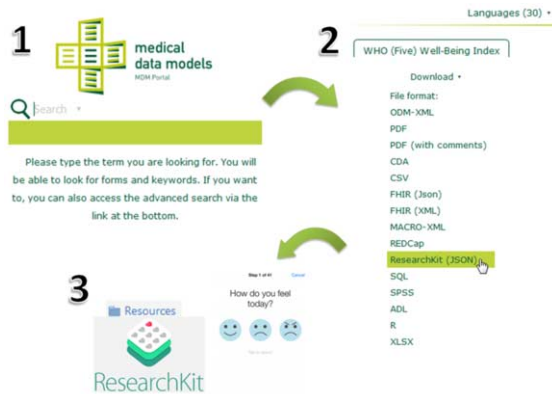 1
medical
data models
MDM Portal
Search
Please type the term you are looking for. You will
be able to look for forms and keywords. If you want
to, you can also access the advanced search via the
link at the bottom.
Languages (30)
2
WHO (Five) Well-Being Index
Download
File format:
ODM-XML
PDF
PDF (with comments)
CDA
CSV
FHIR (Json)
FHIR (XML)
MACRO-XML
REDCap
ResearchKit (JSON)
SQL
SPSS
ADL
R
XLSX
3
Resources
ResearchKit
Step 1 of 41 Cancel
How do you feel
today?